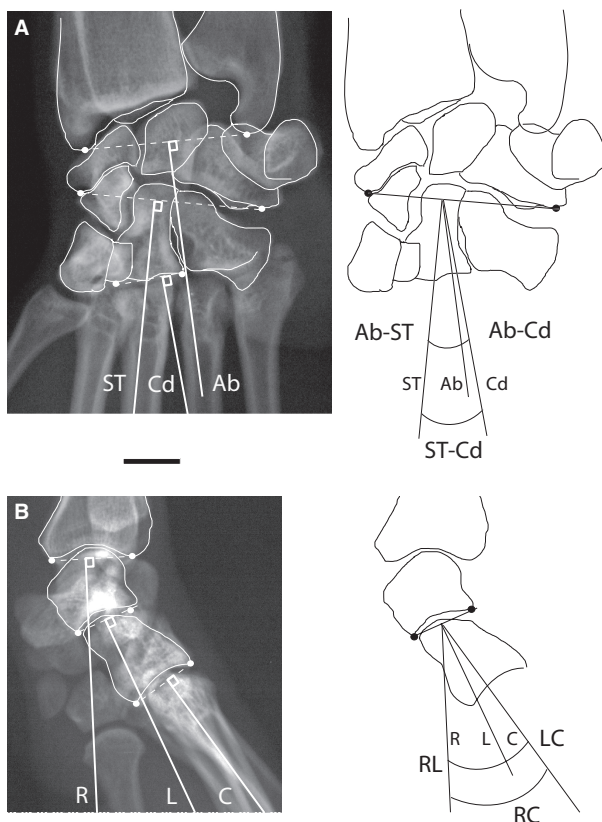 A
ST Cd Ab
Ab-ST Ab-Cd
ST Ab Cd
ST-Cd
B
R L C
R L C LC
RL
RC